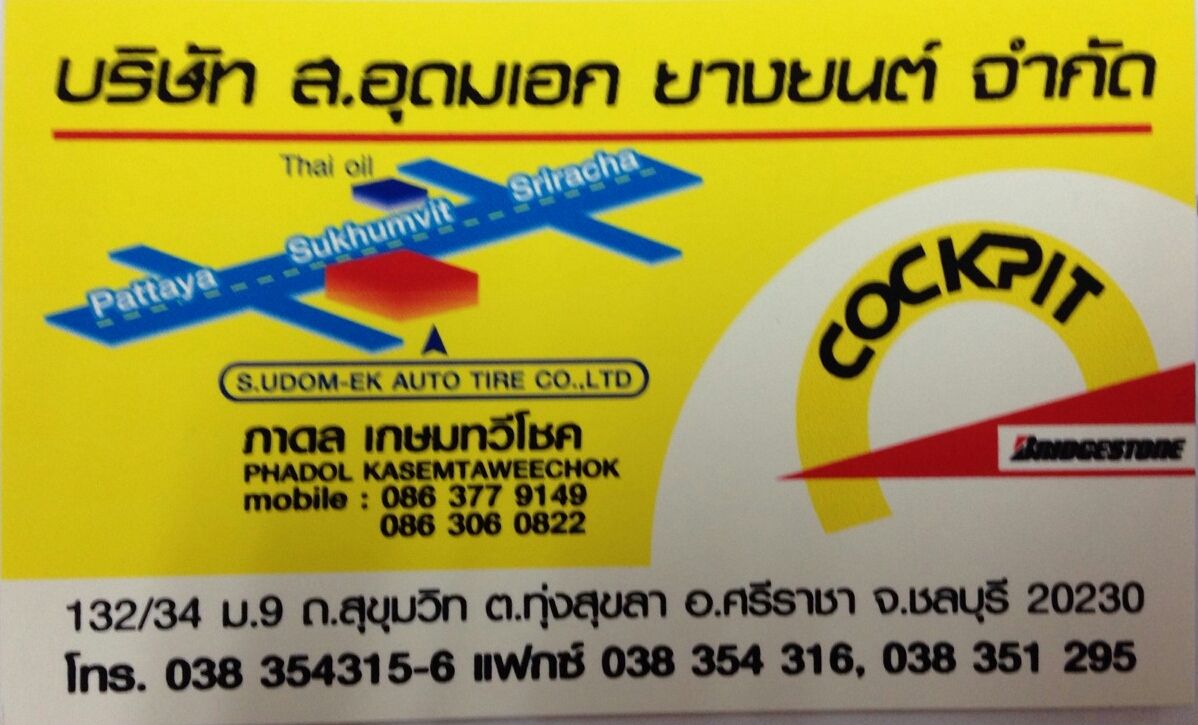 บริษัท ส.อุดมเอก ยางยนต์ จำกัด
Thai oil
Sriracha
Sukhumvit
Pattaya
COCKPIT
BRIDGESTONE
S.UDOM-EK AUTO TIRE CO.,LTD
ภาดล เกษมทวีโชค
PHADOL KASEMTAWEECHOK
mobile : 086 377 9149
086 306 0822
132/34 ม.9 ถ.สุขุมวิท ต.ทุ่งสุขลา อ.ศรีราชา จ.ชลบุรี 20230
โทร. 038 354315-6 แฟกซ์ 038 354 316, 038 351 295